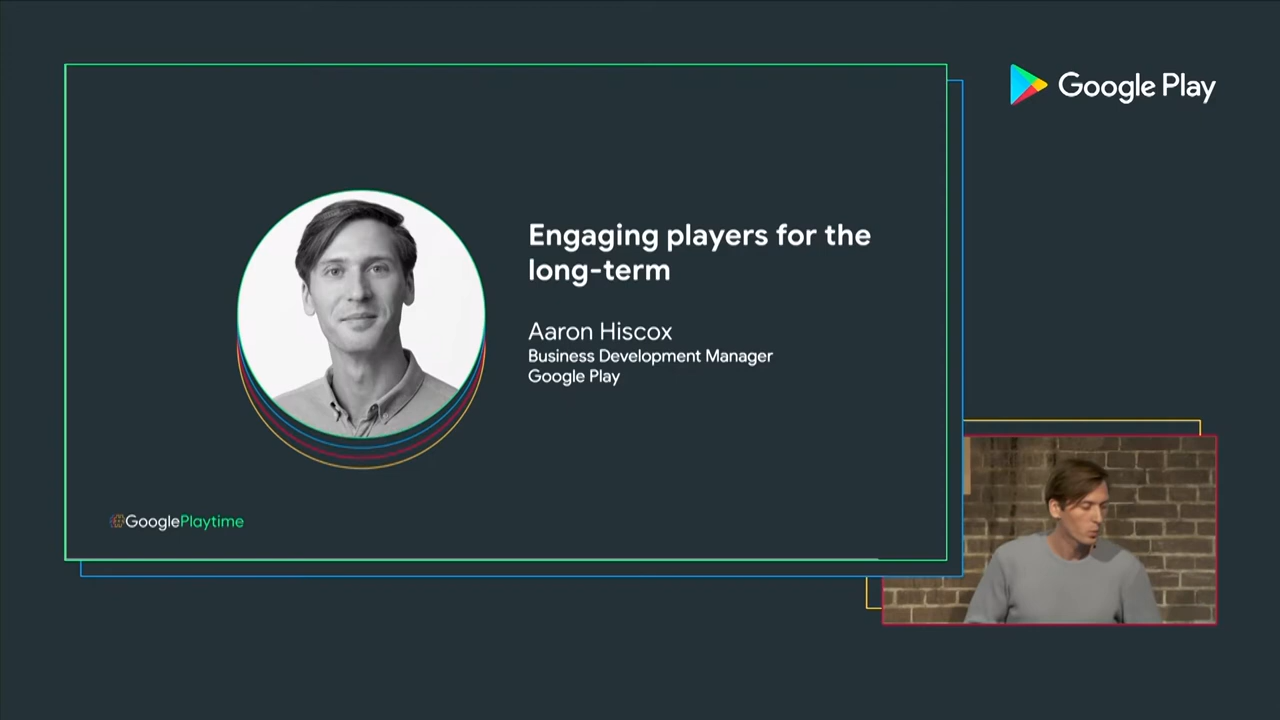 Google Play
Engaging players for the
long-term
Aaron Hiscox
Business Development Manager
Google Play
#GooglePlaytime